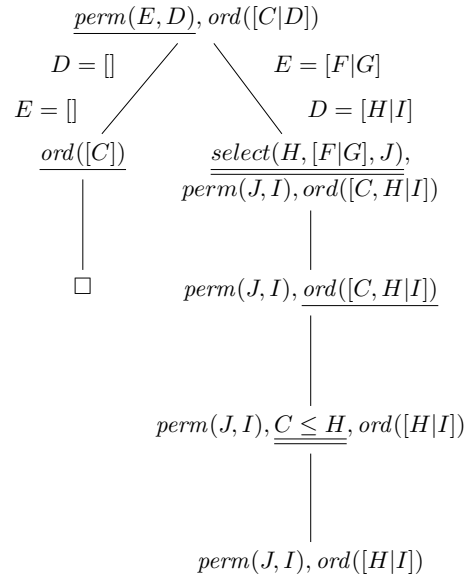 perm(E, D), ord([C|D])
D = [] E = [F|G]
E = [] D = [H|I]
ord([C]) select(H, [F|G], J),
perm(J, I), ord([C, H|I])
□ perm(J, I), ord([C, H|I])
perm(J, I), C ≤ H, ord([H|I])
perm(J, I), ord([H|I])